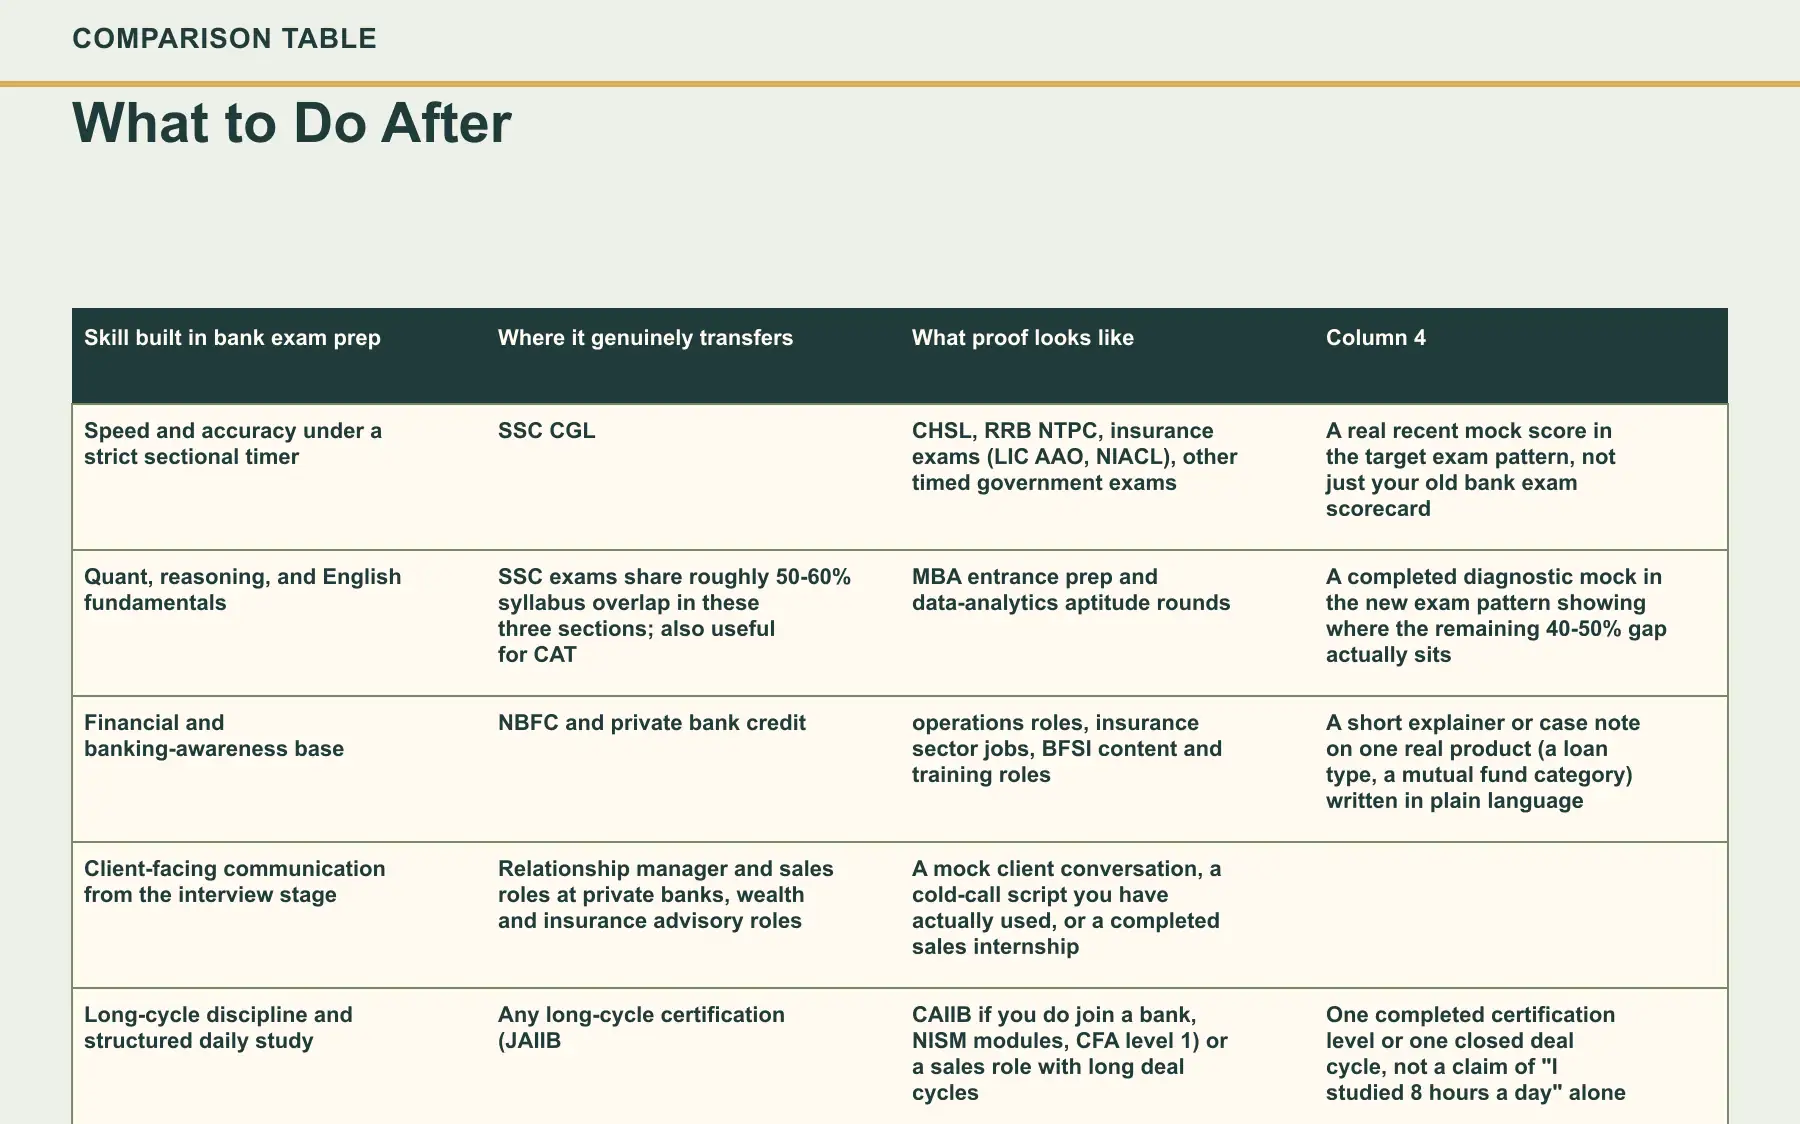 COMPARISON TABLE
What to Do After
Skill built in bank exam prep
Where it genuinely transfers
What proof looks like
Column 4
Speed and accuracy under a
strict sectional timer
SSC CGL
CHSL, RRB NTPC, insurance
exams (LIC AAO, NIACL), other
timed government exams
A real recent mock score in
the target exam pattern, not
just your old bank exam
scorecard
Quant, reasoning, and English
fundamentals
SSC exams share roughly 50-60%
syllabus overlap in these
three sections; also useful
for CAT
MBA entrance prep and
data-analytics aptitude rounds
A completed diagnostic mock in
the new exam pattern showing
where the remaining 40-50% gap
actually sits
Financial and
banking-awareness base
NBFC and private bank credit
operations roles, insurance
sector jobs, BFSI content and
training roles
A short explainer or case note
on one real product (a loan
type, a mutual fund category)
written in plain language
Client-facing communication
from the interview stage
Relationship manager and sales
roles at private banks, wealth
and insurance advisory roles
A mock client conversation, a
cold-call script you have
actually used, or a completed
sales internship
Long-cycle discipline and
structured daily study
Any long-cycle certification
(JAIIB
CAIIB if you do join a bank,
NISM modules, CFA level 1) or
a sales role with long deal
cycles
One completed certification
level or one closed deal
cycle, not a claim of "I
studied 8 hours a day" alone